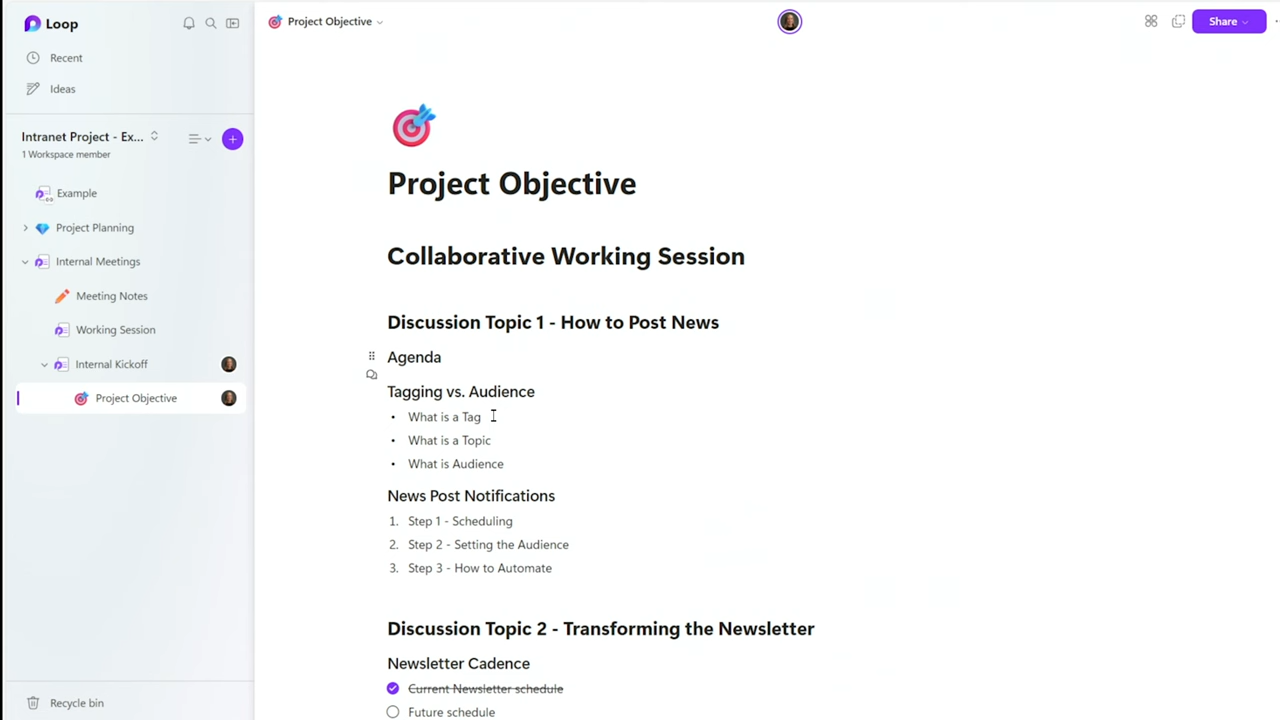 Loop
Recent
Ideas
Intranet Project - Ex...
1 Workspace member
Example
Project Planning
Internal Meetings
Meeting Notes
Working Session
Internal Kickoff
Project Objective
Recycle bin
Project Objective
Share
Project Objective
Collaborative Working Session
Discussion Topic 1 - How to Post News
Agenda
Tagging vs. Audience
• What is a Tag
• What is a Topic
• What is Audience
News Post Notifications
1. Step 1 - Scheduling
2. Step 2 - Setting the Audience
3. Step 3 - How to Automate
Discussion Topic 2 - Transforming the Newsletter
Newsletter Cadence
Current Newsletter schedule
Future schedule